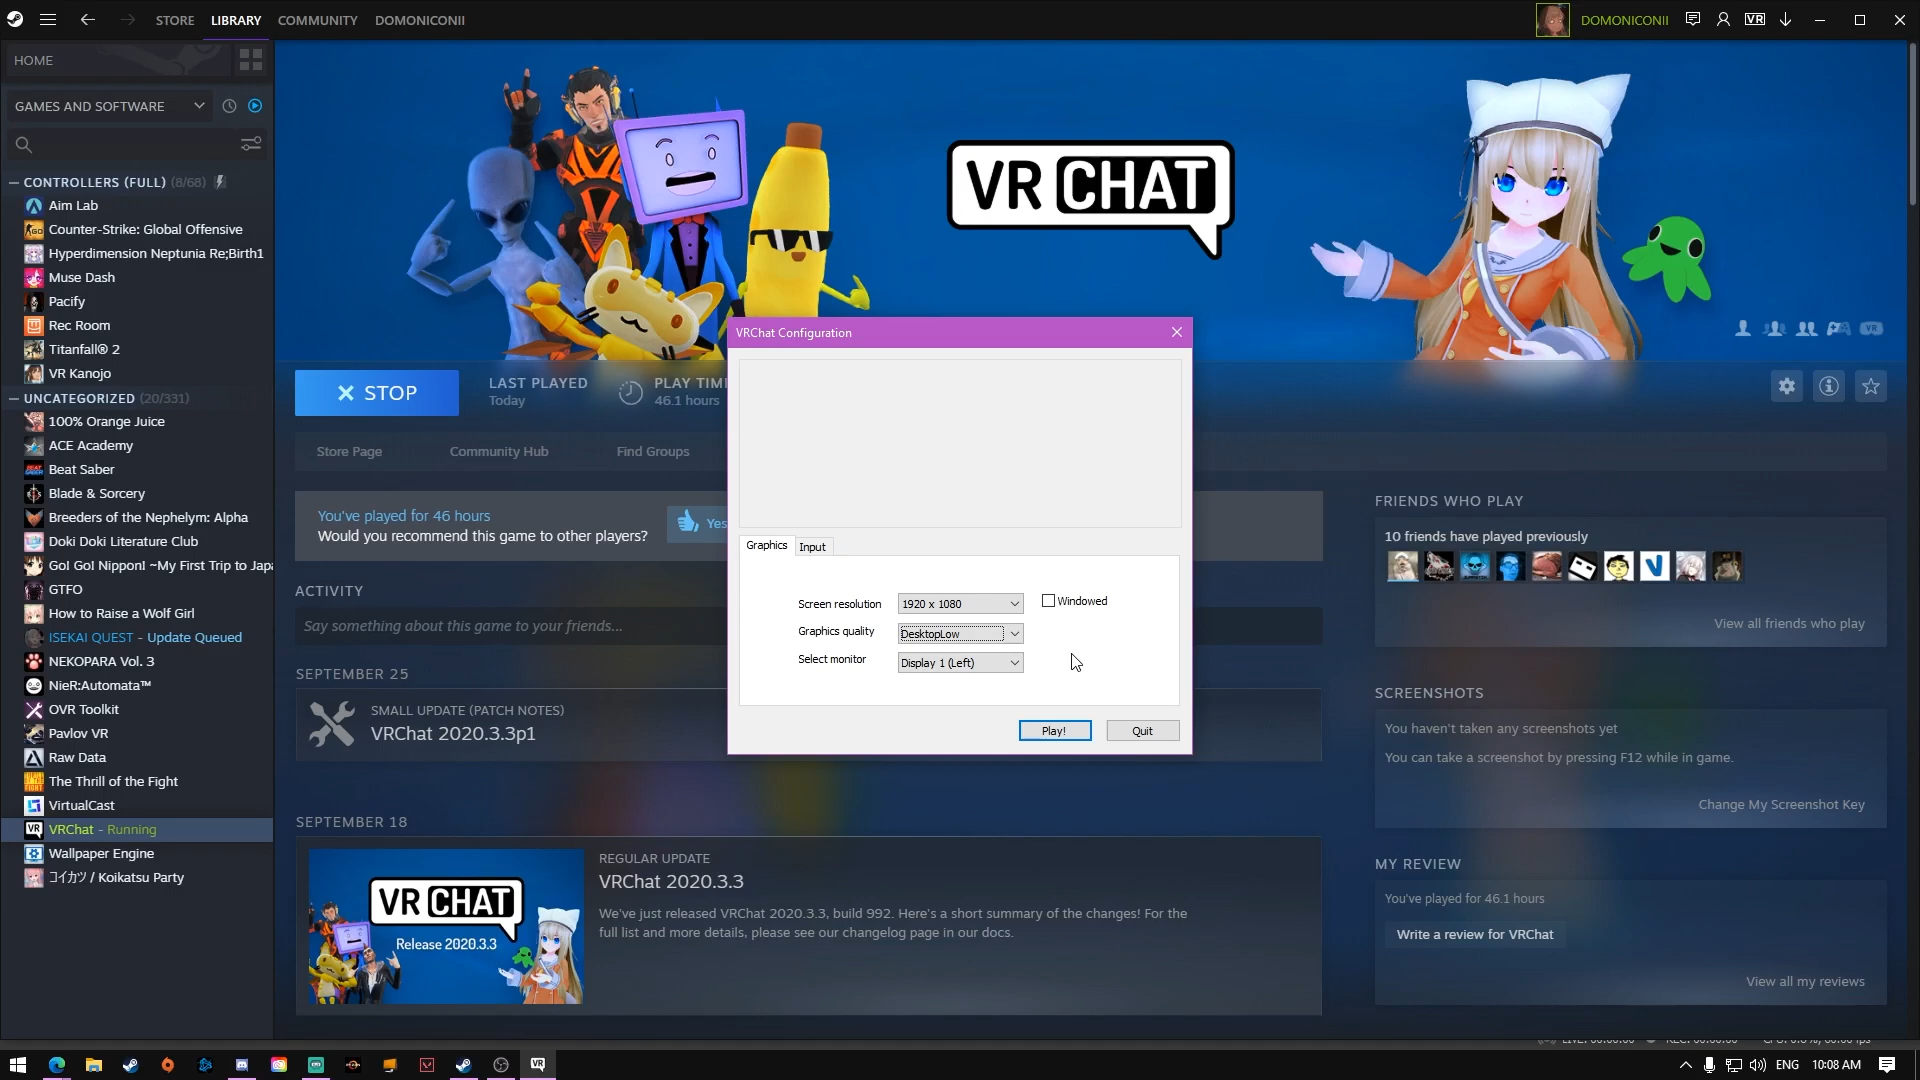 STORE
LIBRARY
COMMUNITY
DOMONICONII
DOMONICONII
VR
HOME
GAMES AND SOFTWARE
CONTROLLERS (FULL) (8/68)
Aim Lab
Counter-Strike: Global Offensive
Hyperdimension Neptunia Re;Birth1
Muse Dash
Pacify
Rec Room
Titanfall® 2
VR Kanojo
UNCATEGORIZED (20/331)
100% Orange Juice
ACE Academy
Beat Saber
Blade & Sorcery
Breeders of the Nephelym: Alpha
Doki Doki Literature Club
Go! Go! Nippon! ~My First Trip to Japa
GTFO
How to Raise a Wolf Girl
ISEKAI QUEST - Update Queued
NEKOPARA Vol. 3
NieR:Automata™
OVR Toolkit
Pavlov VR
Raw Data
The Thrill of the Fight
VirtualCast
VRChat - Running
Wallpaper Engine
コイカツ / Koikatsu Party
VR CHAT
STOP
LAST PLAYED
Today
PLAY TIM
46.1 hours
Store Page
Community Hub
Find Groups
You've played for 46 hours
Would you recommend this game to other players?
Yes
ACTIVITY
Say something about this game to your friends...
SEPTEMBER 25
SMALL UPDATE (PATCH NOTES)
VRChat 2020.3.3p1
SEPTEMBER 18
VR CHAT
Release 2020.3.3
REGULAR UPDATE
VRChat 2020.3.3
We've just released VRChat 2020.3.3, build 992. Here's a short summary of the changes! For the
full list and more details, please see our changelog page in our docs.
VRChat Configuration
Graphics
Input
Screen resolution
1920 x 1080
Windowed
Graphics quality
DesktopLow
Select monitor
Display 1 (Left)
Play!
Quit
FRIENDS WHO PLAY
10 friends have played previously
View all friends who play
SCREENSHOTS
You haven't taken any screenshots yet
You can take a screenshot by pressing F12 while in game.
Change My Screenshot Key
MY REVIEW
You've played for 46.1 hours
Write a review for VRChat
View all my reviews
ENG
10:08 AM